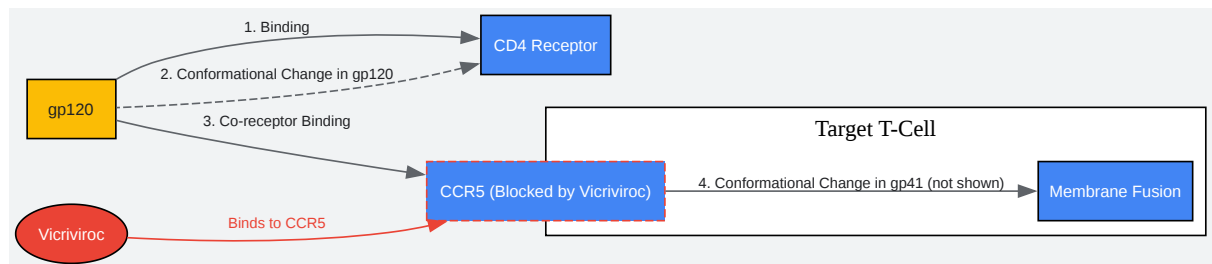 1. Binding
CD4 Receptor
2. Conformational Change in gp120
gp120
3. Co-receptor Binding
Target T-Cell
CCR5 (Blocked by Vicriviroc)
4. Conformational Change in gp41 (not shown)
Membrane Fusion
Vicriviroc
Binds to CCR5